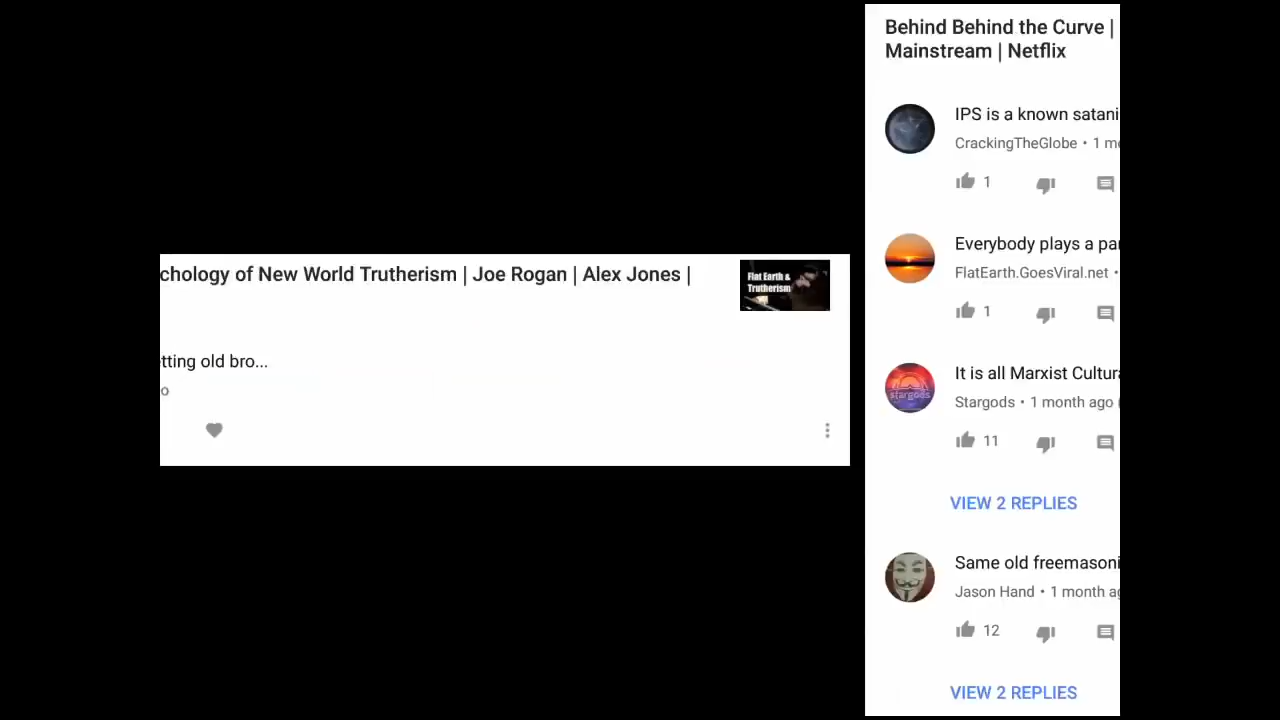 chology of New World Trutherism | Joe Rogan | Alex Jones |
Flat Earth &
Trutherism
tting old bro...
o
Behind Behind the Curve |
Mainstream | Netflix
IPS is a known satani
CrackingTheGlobe • 1 mo
1
Everybody plays a par
FlatEarth.GoesViral.net •
1
It is all Marxist Cultura
stargods
Stargods • 1 month ago (
11
VIEW 2 REPLIES
Same old freemasoni
Jason Hand • 1 month ag
12
VIEW 2 REPLIES